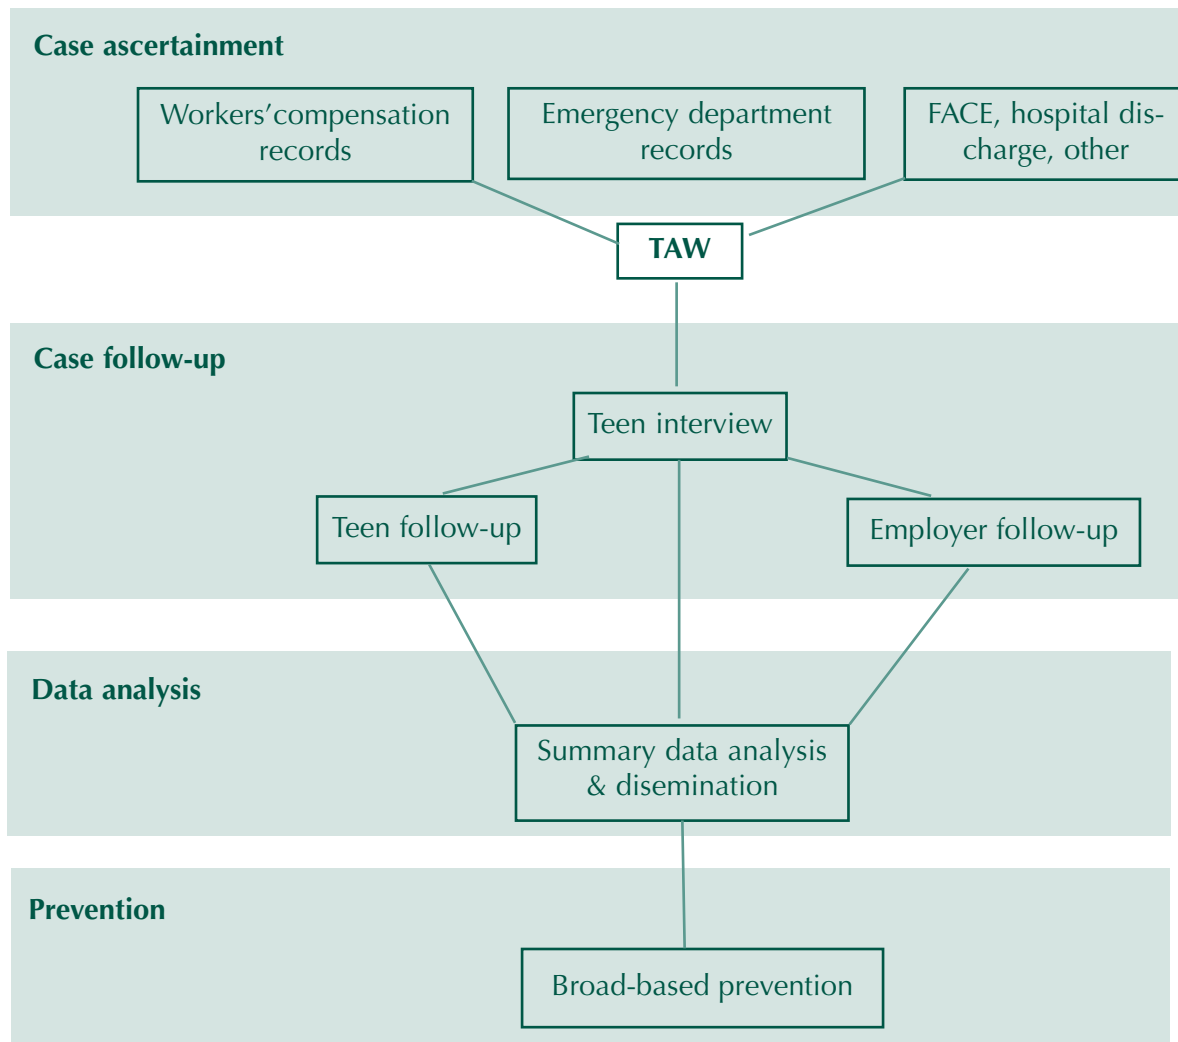 Case ascertainment
Workers'compensation
records
Emergency department
records
FACE, hospital dis-
charge, other
TAW
Case follow-up
Teen interview
Teen follow-up
Employer follow-up
Data analysis
Summary data analysis
& disemination
Prevention
Broad-based prevention